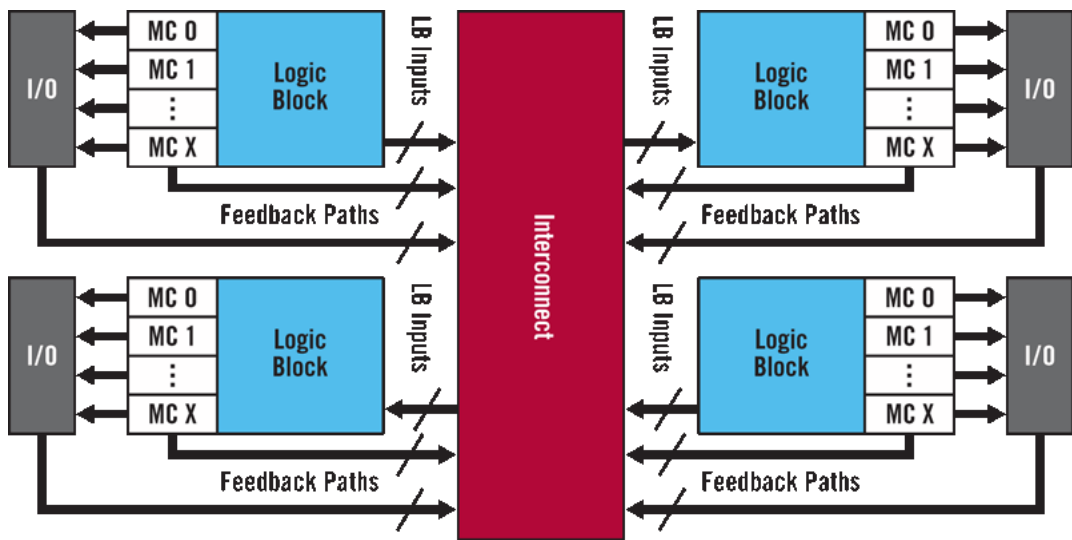 I/O
MC 0
MC 1
⋮
MC X
Logic
Block
LB Inputs
Feedback Paths
Interconnect
LB Inputs
Logic
Block
MC 0
MC 1
⋮
MC X
I/O
Feedback Paths
I/O
MC 0
MC 1
⋮
MC X
Logic
Block
LB Inputs
Feedback Paths
LB Inputs
Logic
Block
MC 0
MC 1
⋮
MC X
I/O
Feedback Paths